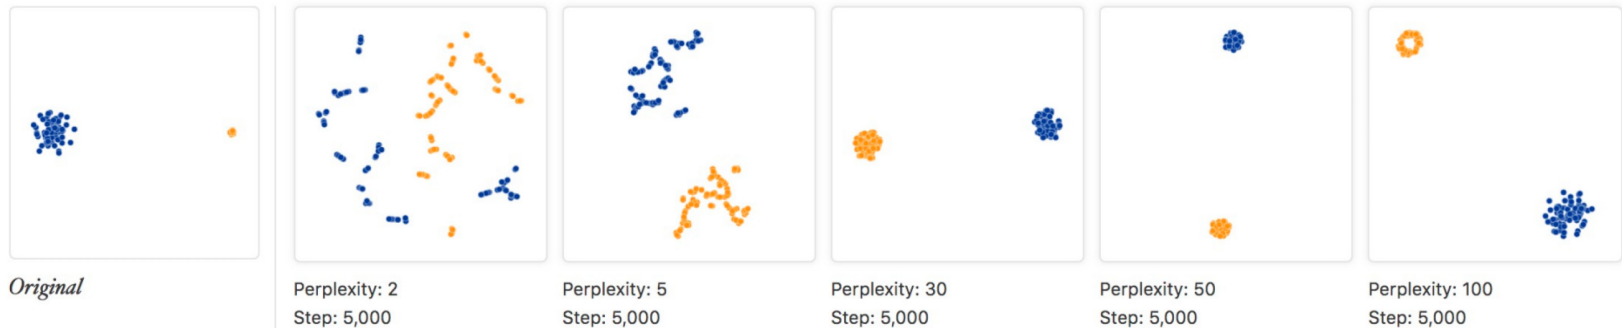 Original
Perplexity: 2
Step: 5,000
Perplexity: 5
Step: 5,000
Perplexity: 30
Step: 5,000
Perplexity: 50
Step: 5,000
Perplexity: 100
Step: 5,000